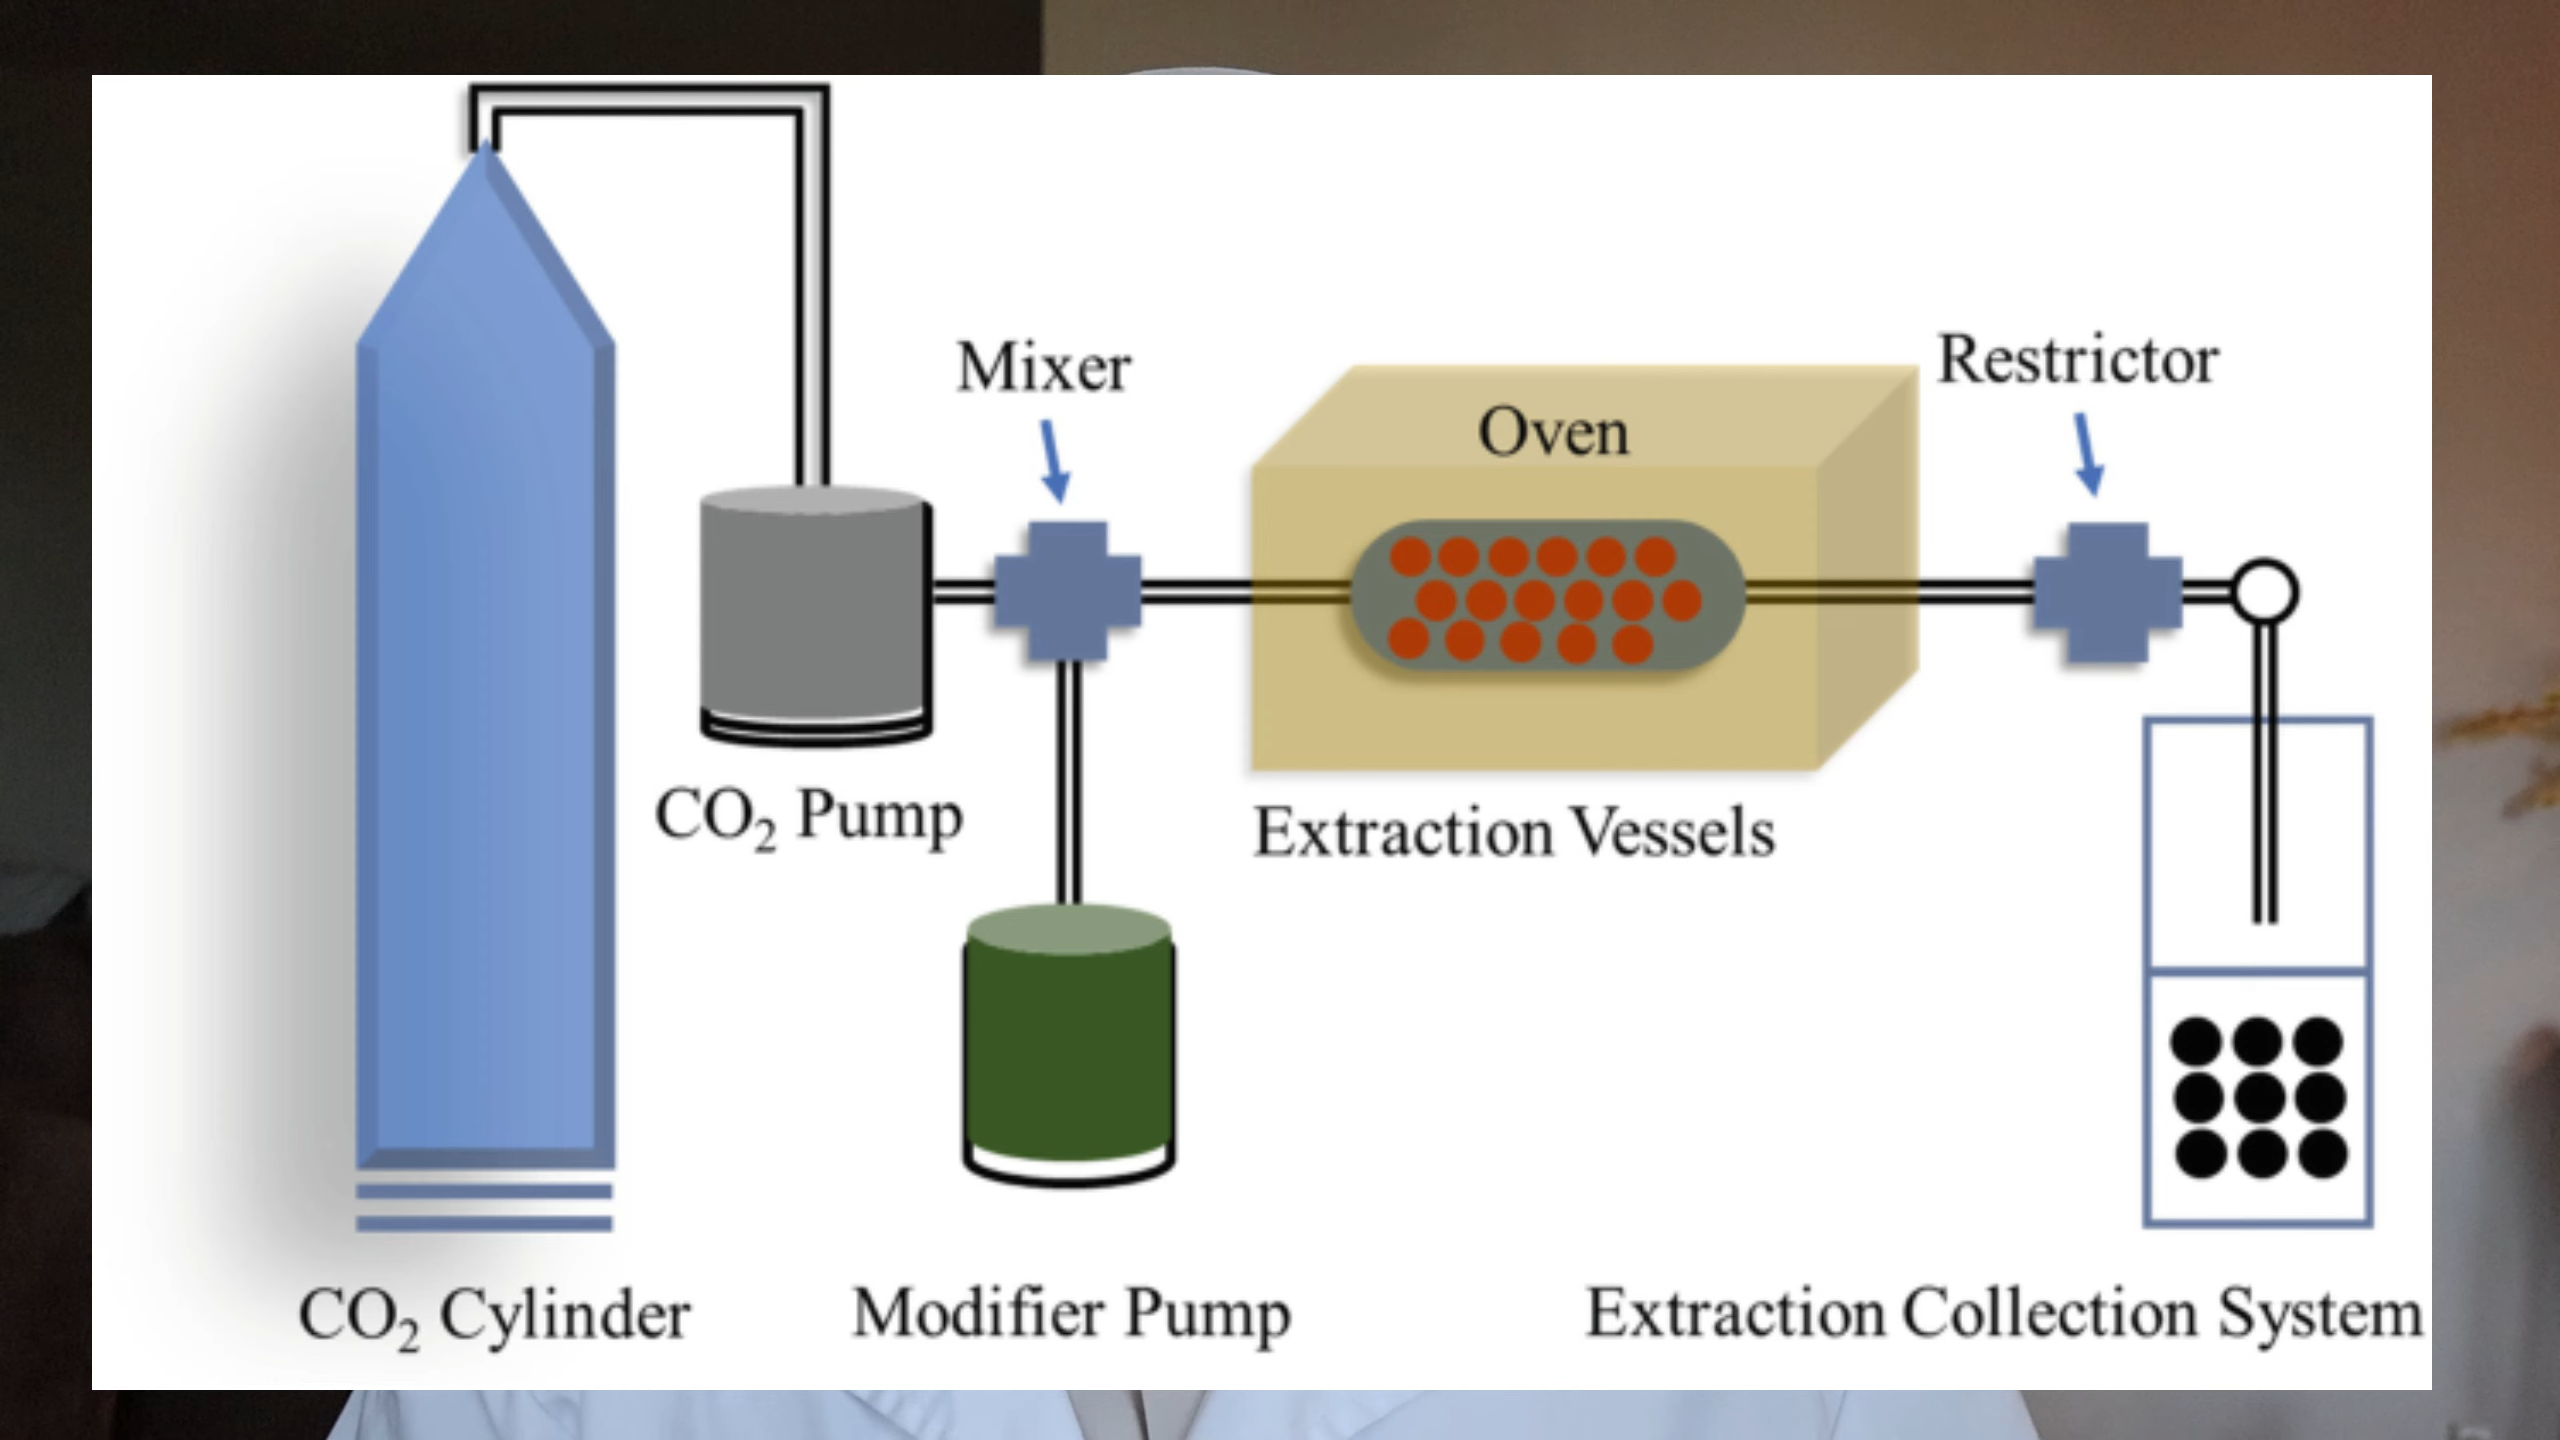 Mixer
Restrictor
Oven
CO₂ Pump
Extraction Vessels
CO₂ Cylinder
Modifier Pump
Extraction Collection System